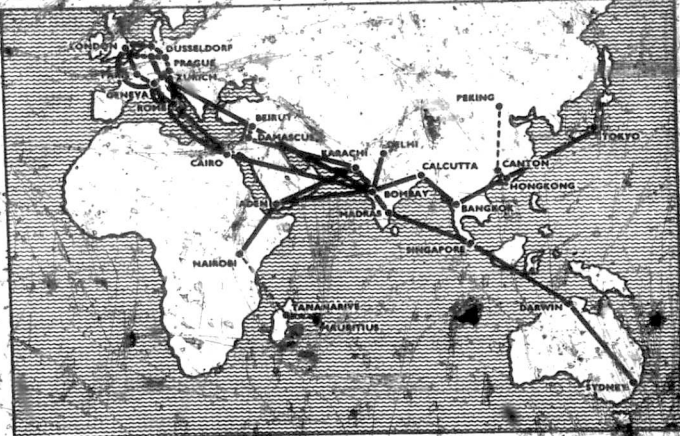 LONDON
DUSSELDORF
PRAGUE
ZURICH
GENEVA
ROME
BEIRUT
DAMASCUS
CAIRO
KARACHI
DELHI
PEKING
TOKYO
CALCUTTA
CANTON
HONGKONG
BOMBAY
ADEN
MADRAS
BANGKOK
SINGAPORE
NAIROBI
TANANARIVE
MAURITIUS
DARWIN
SYDNEY